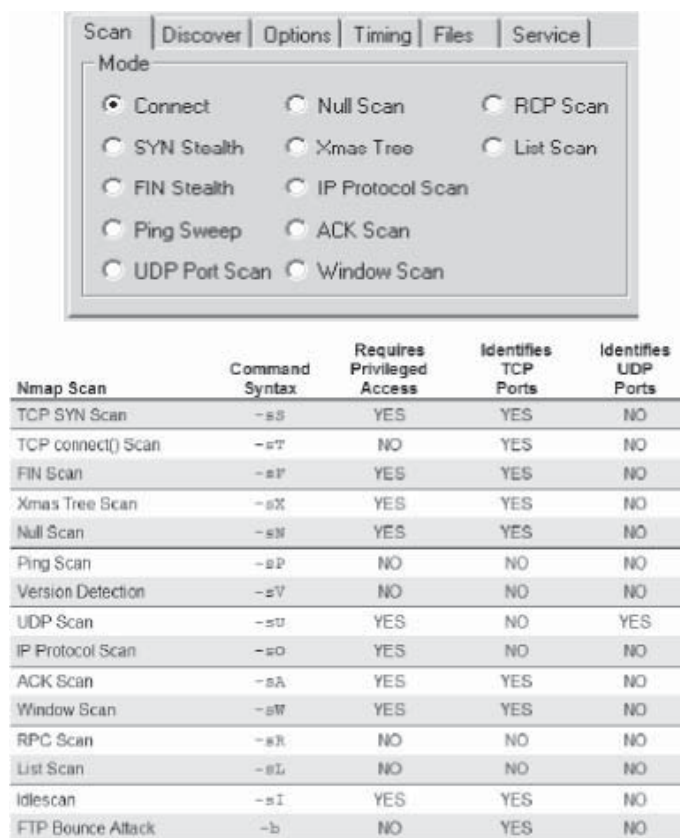 Scan Discover Options Timing Files Service
Mode
Connect Null Scan RCP Scan
SYN Stealth Xmas Tree List Scan
FIN Stealth IP Protocol Scan
Ping Sweep ACK Scan
UDP Port Scan Window Scan
Nmap Scan Command Syntax Requires Privileged Access Identifies TCP Ports Identifies UDP Ports
TCP SYN Scan -sS YES YES NO
TCP connect() Scan -sT NO YES NO
FIN Scan -sF YES YES NO
Xmas Tree Scan -sX YES YES NO
Null Scan -sN YES YES NO
Ping Scan -sP NO NO NO
Version Detection -sV NO NO NO
UDP Scan -sU YES NO YES
IP Protocol Scan -sO YES NO NO
ACK Scan -sA YES YES NO
Window Scan -sW YES YES NO
RPC Scan -sR NO NO NO
List Scan -sL NO NO NO
Idlescan -sI YES YES NO
FTP Bounce Attack -b NO YES NO